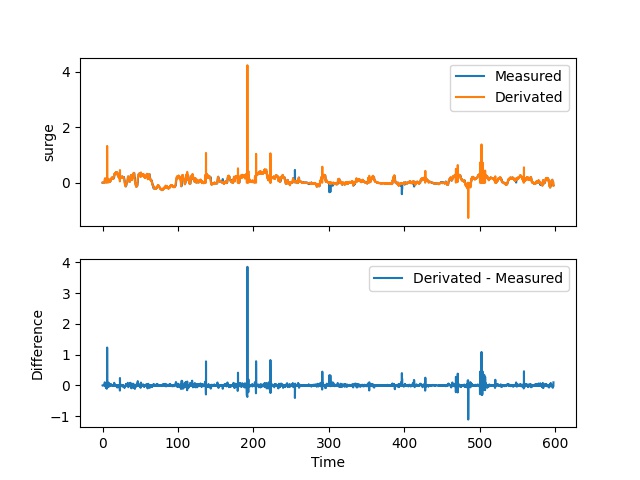 4
2
0
surge
Measured
Derivated
4
3
2
1
0
−1
Difference
Derivated - Measured
0 100 200 300 400 500 600
Time